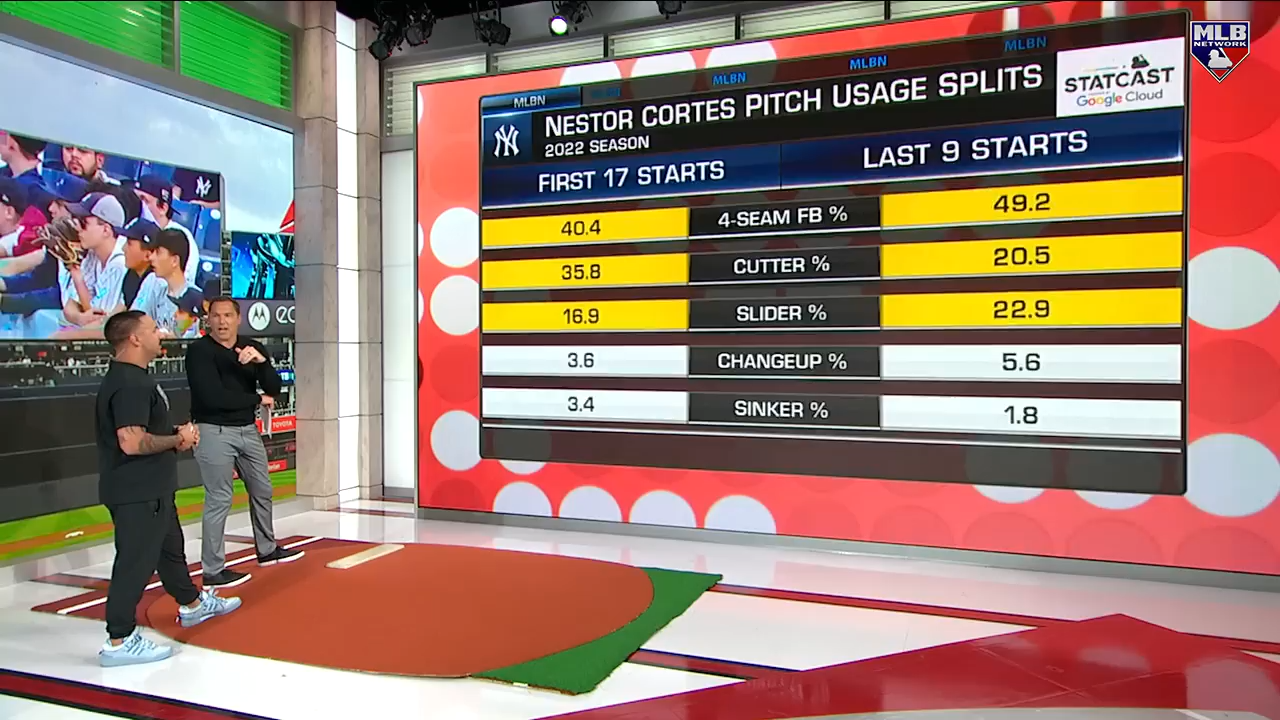 MLBN
MLBN
MLBN
MLBN
MLB
NETWORK
NESTOR CORTES PITCH USAGE SPLITS
2022 SEASON
STATCAST
Google Cloud
FIRST 17 STARTS
LAST 9 STARTS
40.4 4-SEAM FB % 49.2
35.8 CUTTER % 20.5
16.9 SLIDER % 22.9
3.6 CHANGEUP % 5.6
3.4 SINKER % 1.8
NY
TOYOTA